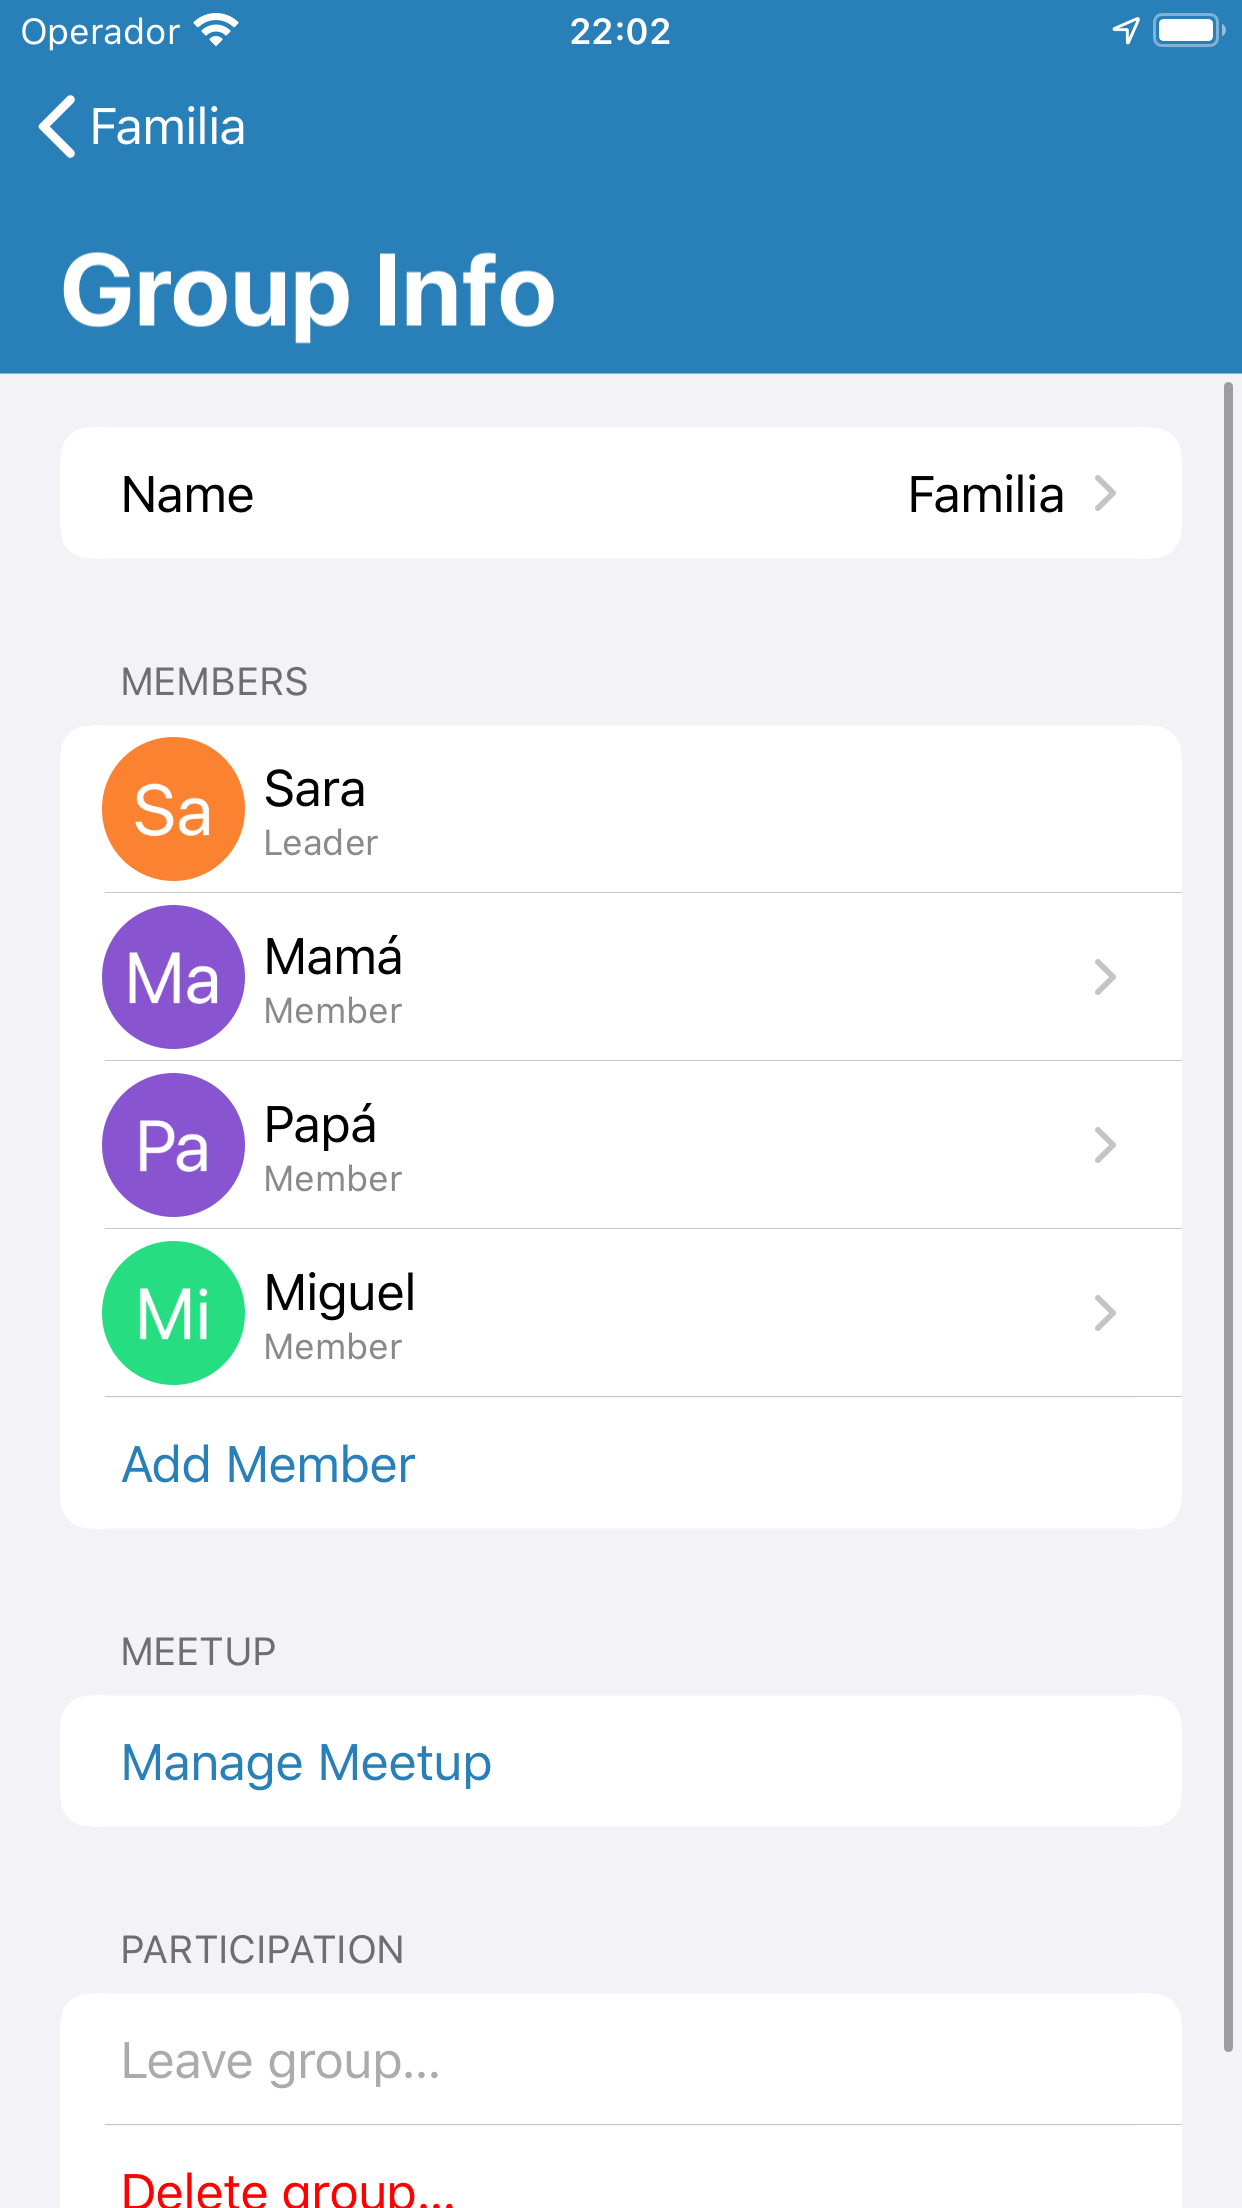 Operador 22:02
Familia
Group Info
Name Familia
MEMBERS
Sa Sara
Leader
Ma Mamá
Member
Pa Papá
Member
Mi Miguel
Member
Add Member
MEETUP
Manage Meetup
PARTICIPATION
Leave group...
Delete group...